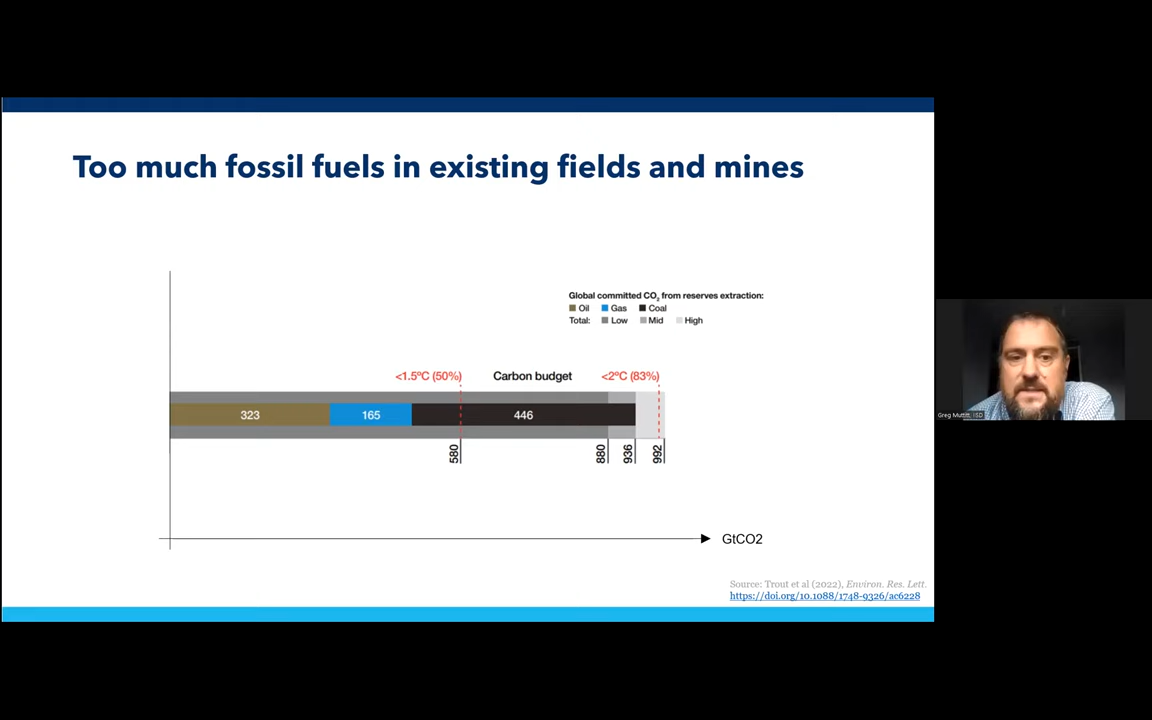 Too much fossil fuels in existing fields and mines
Global committed CO2 from reserves extraction:
Oil Gas Coal
Total: Low Mid High
<1.5ºC (50%) Carbon budget <2ºC (83%)
323 165 446
580 880 936 992
GtCO2
Source: Trout et al (2022), Environ. Res. Lett.
https://doi.org/10.1088/1748-9326/ac6228
Greg Muttitt, IISD